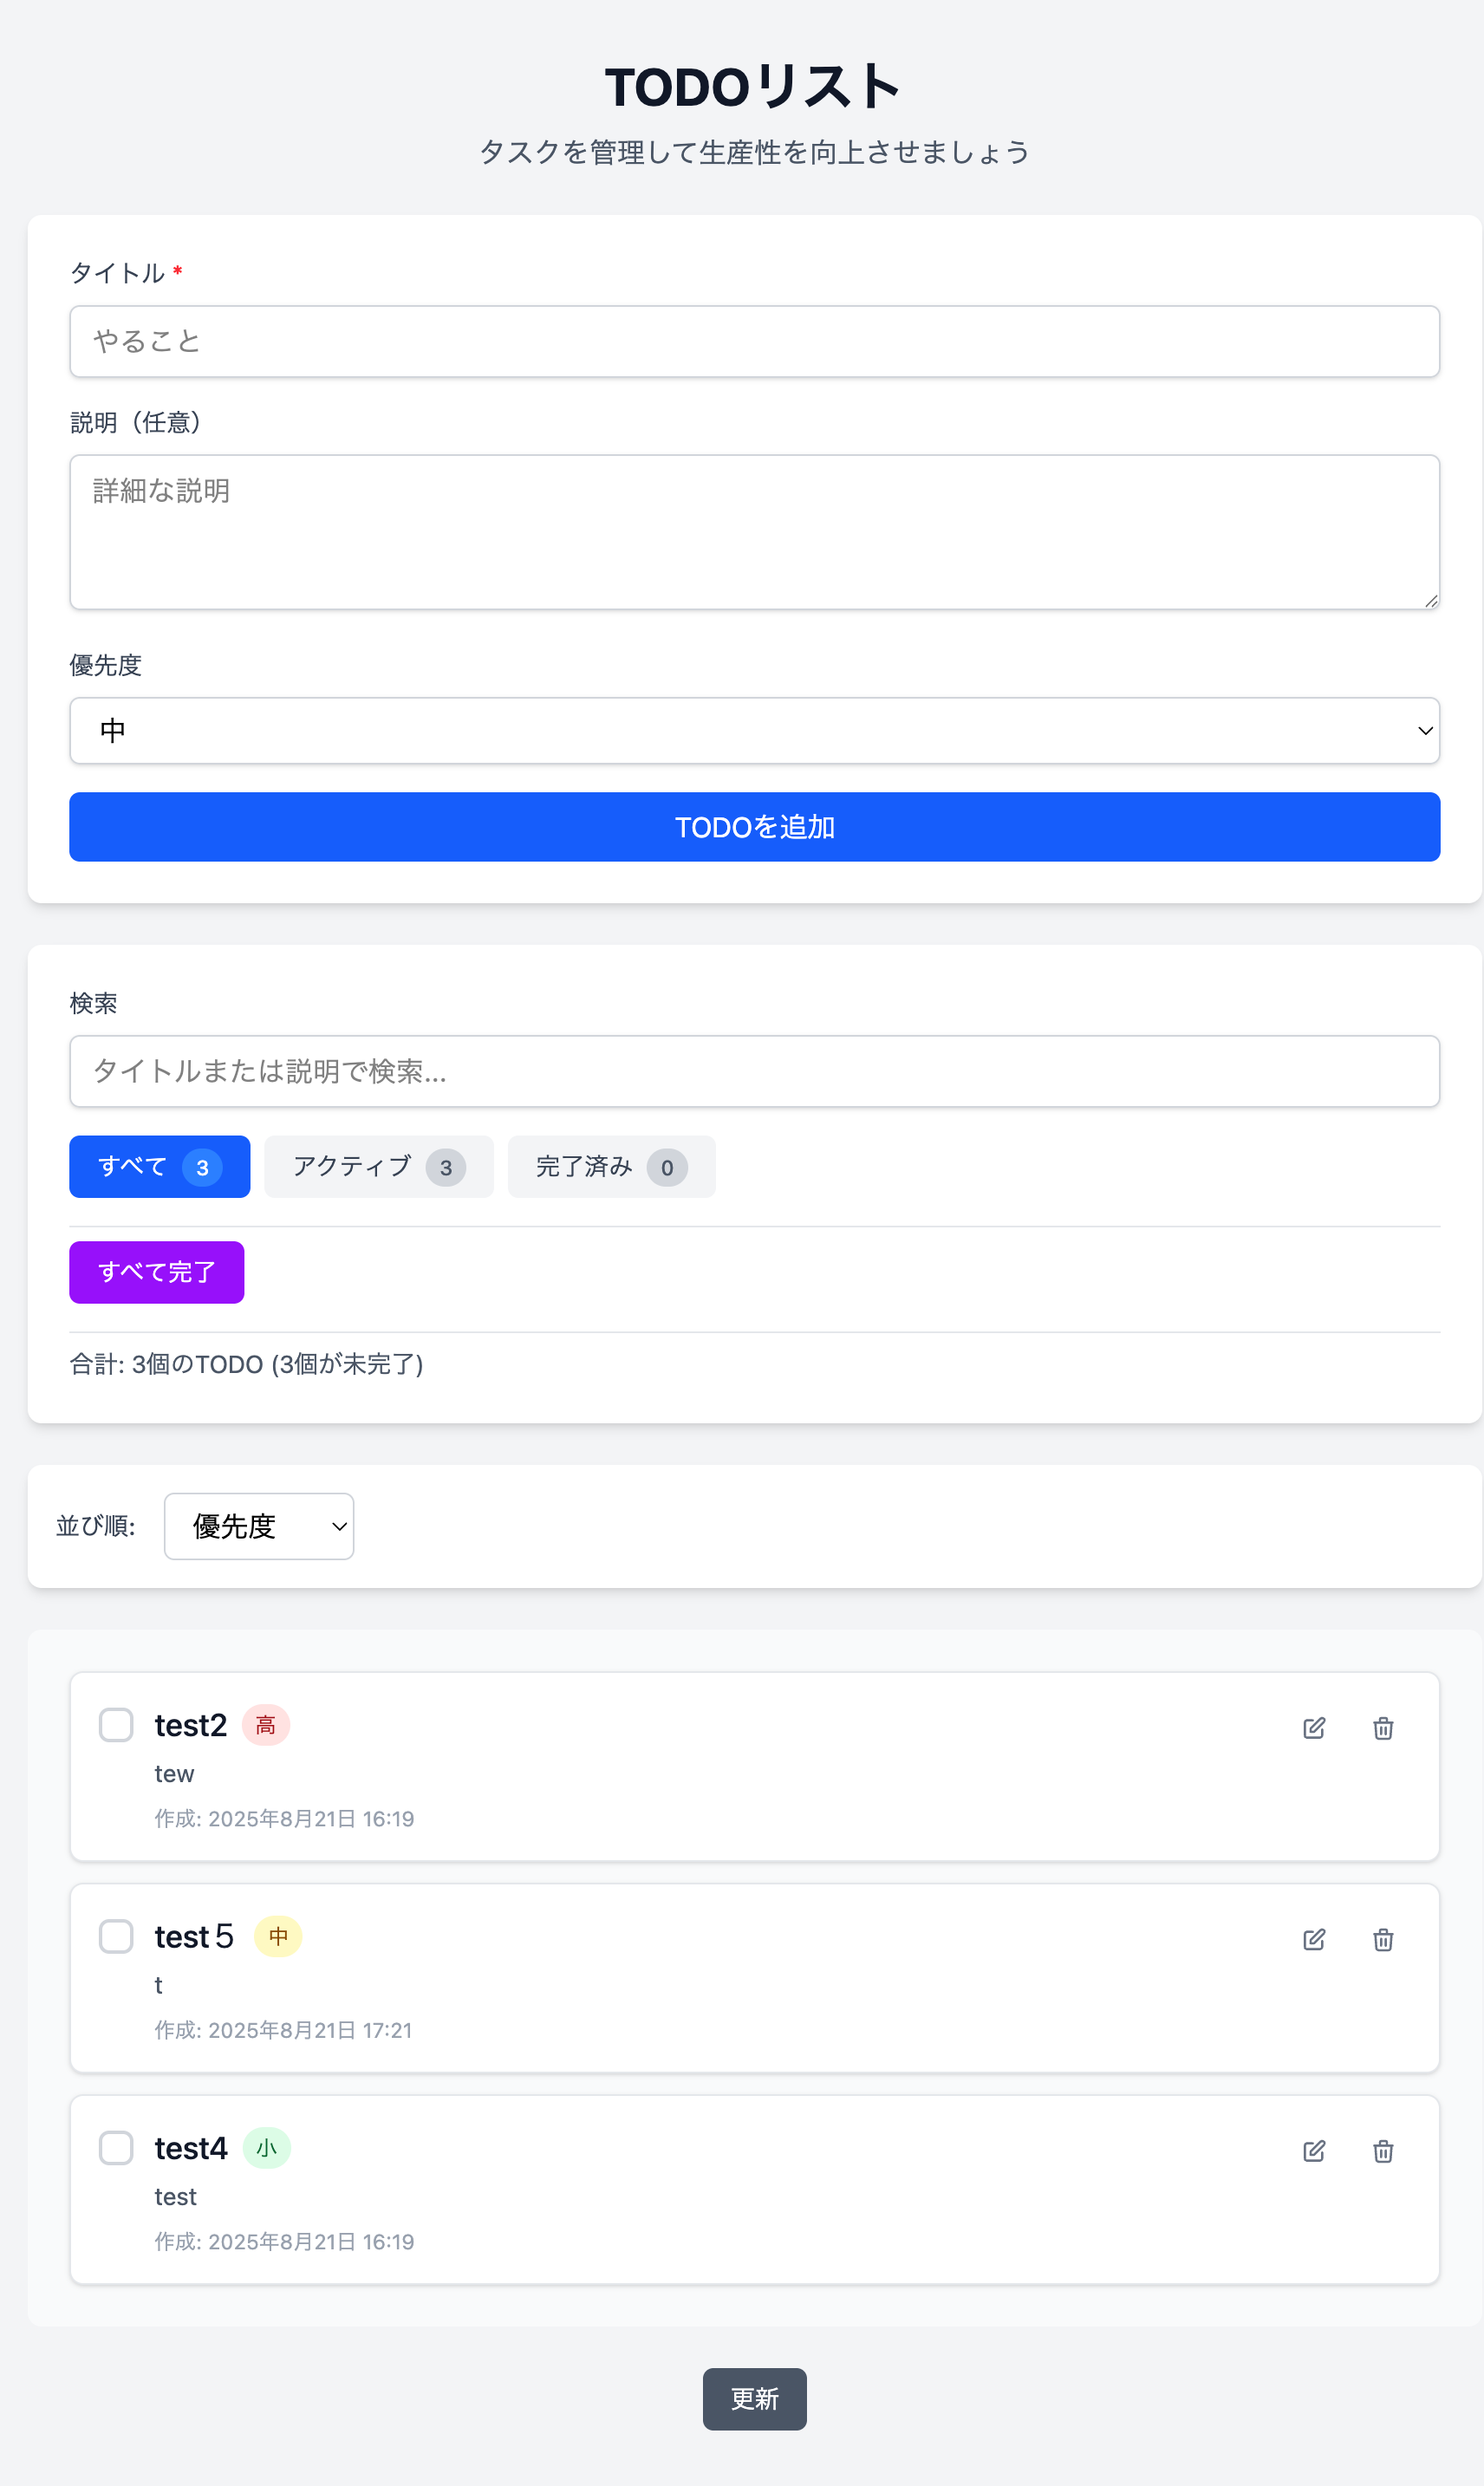 TODOリスト
タスクを管理して生産性を向上させましょう
タイトル *
やること
説明（任意）
詳細な説明
優先度
中
TODOを追加
検索
タイトルまたは説明で検索...
すべて 3 アクティブ 3 完了済み 0
すべて完了
合計: 3個のTODO (3個が未完了)
並び順: 優先度
test2 高
tew
作成: 2025年8月21日 16:19
test５ 中
t
作成: 2025年8月21日 17:21
test4 小
test
作成: 2025年8月21日 16:19
更新